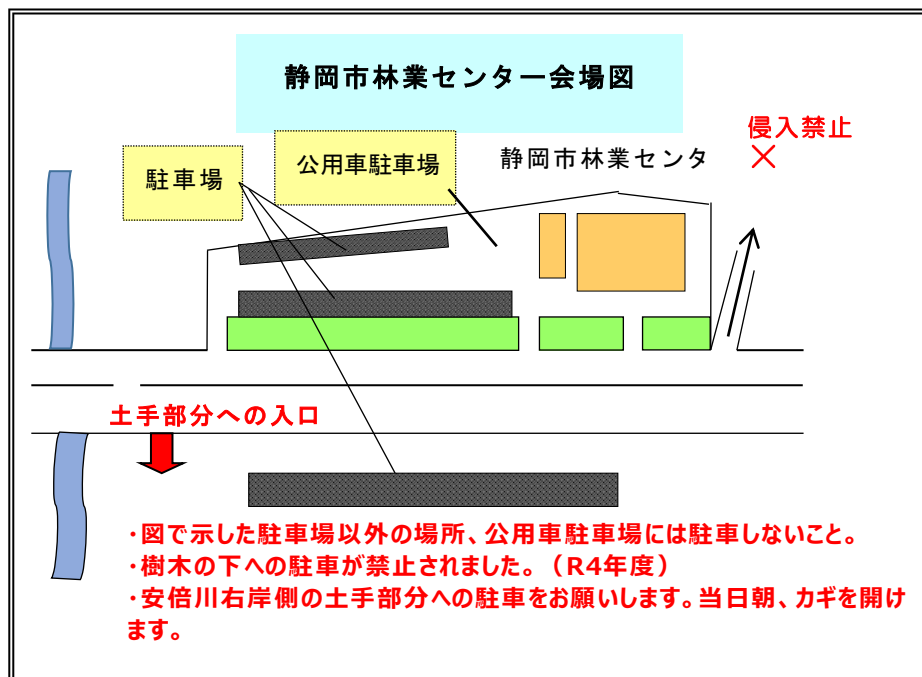 静岡市林業センター会場図
侵入禁止
×
公用車駐車場
静岡市林業センタ
駐車場
土手部分への入口
・図で示した駐車場以外の場所、公用車駐車場には駐車しないこと。
・樹木の下への駐車が禁止されました。（R4年度）
・安倍川右岸側の土手部分への駐車をお願いします。当日朝、カギを開け
ます。